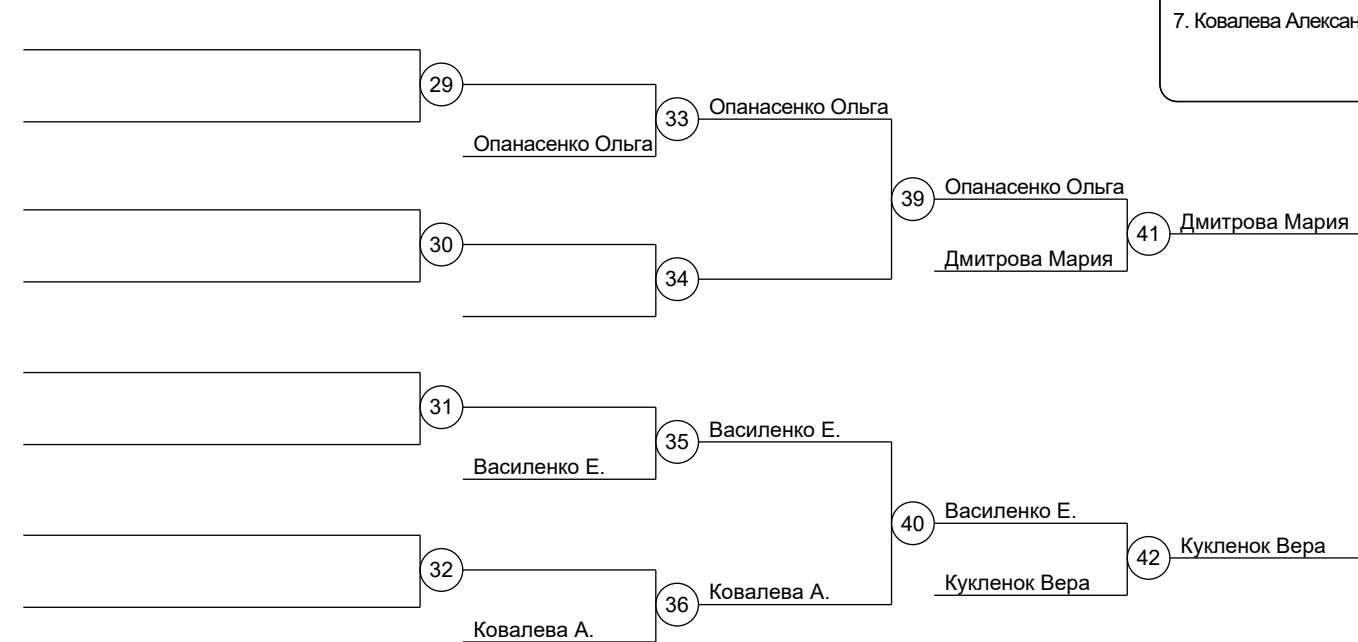 7. Ковалева Алексан
29
33
Опанасенко Ольга
Опанасенко Ольга
39
Опанасенко Ольга
41
Дмитрова Мария
30
Дмитрова Мария
34
31
35
Василенко Е.
Василенко Е.
40
Василенко Е.
42
Кукленок Вера
32
Кукленок Вера
36
Ковалева А.
Ковалева А.